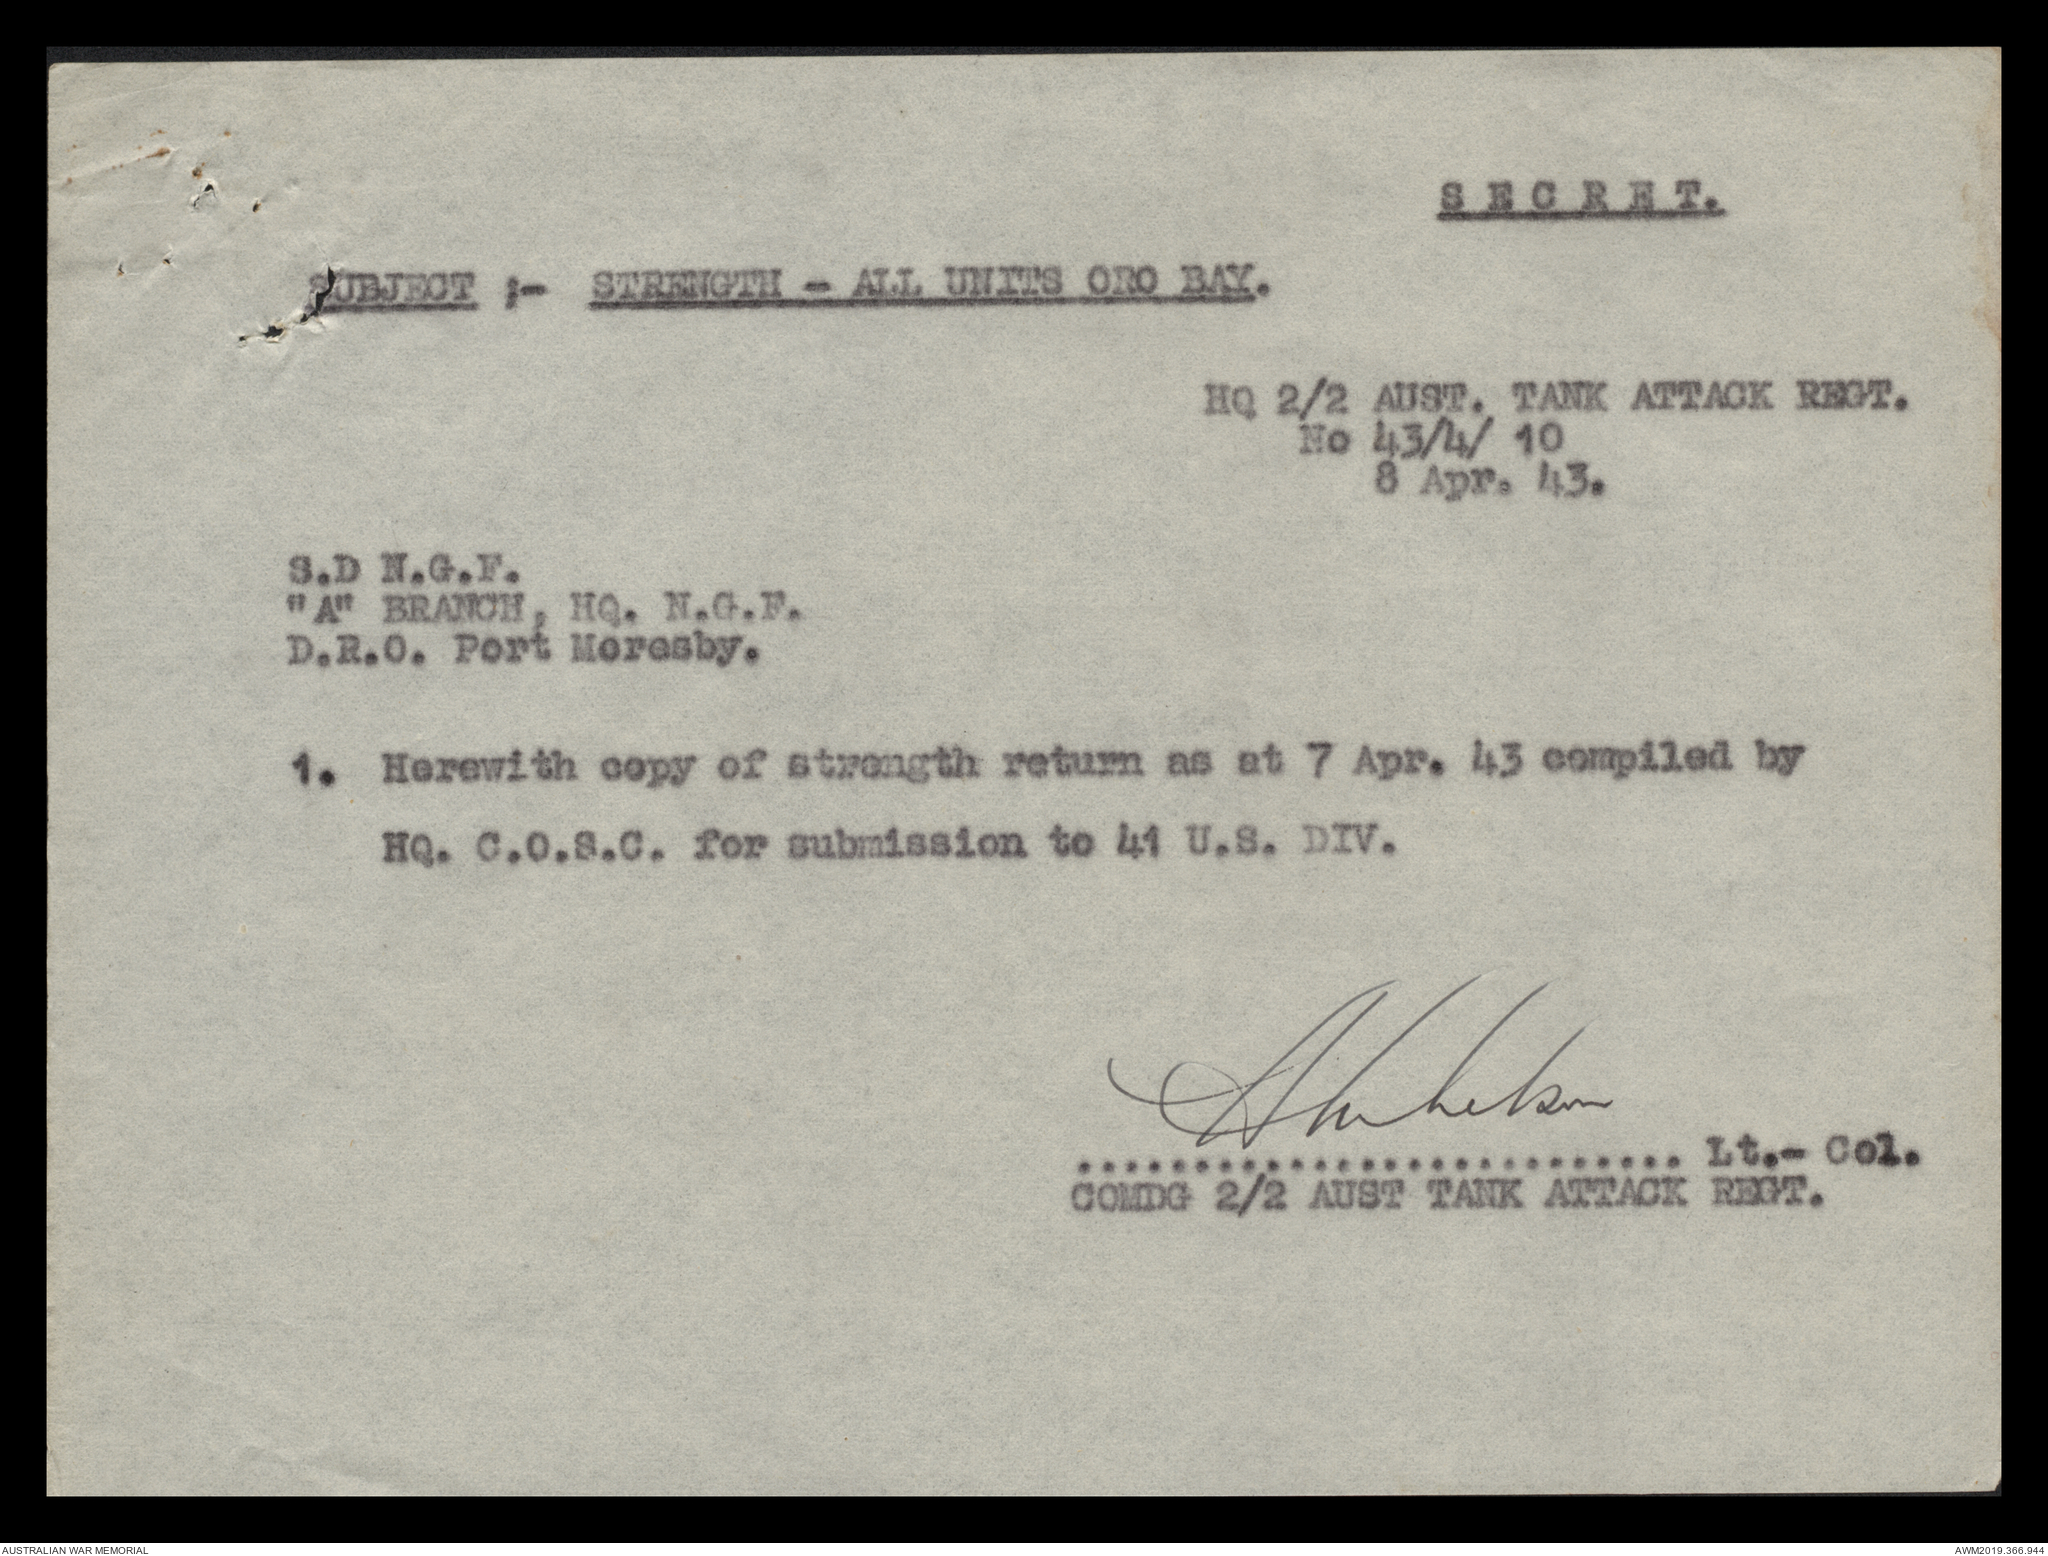 S E C R E T.
SUBJECT ;- STRENGTH - ALL UNITS ORO BAY.
HQ 2/2 AUST. TANK ATTACK REGT.
No 43/4/ 10
8 Apr. 43.
S.D N.G.F.
"A" BRANCH, HQ. N.G.F.
D.R.O. Port Moresby.
1. Herewith copy of strength return as at 7 Apr. 43 compiled by
HQ. C.O.S.C. for submission to 41 U.S. DIV.
........................... Lt.- Col.
COMDG 2/2 AUST TANK ATTACK REGT.
AUSTRALIAN WAR MEMORIAL
AWM2019.366.944